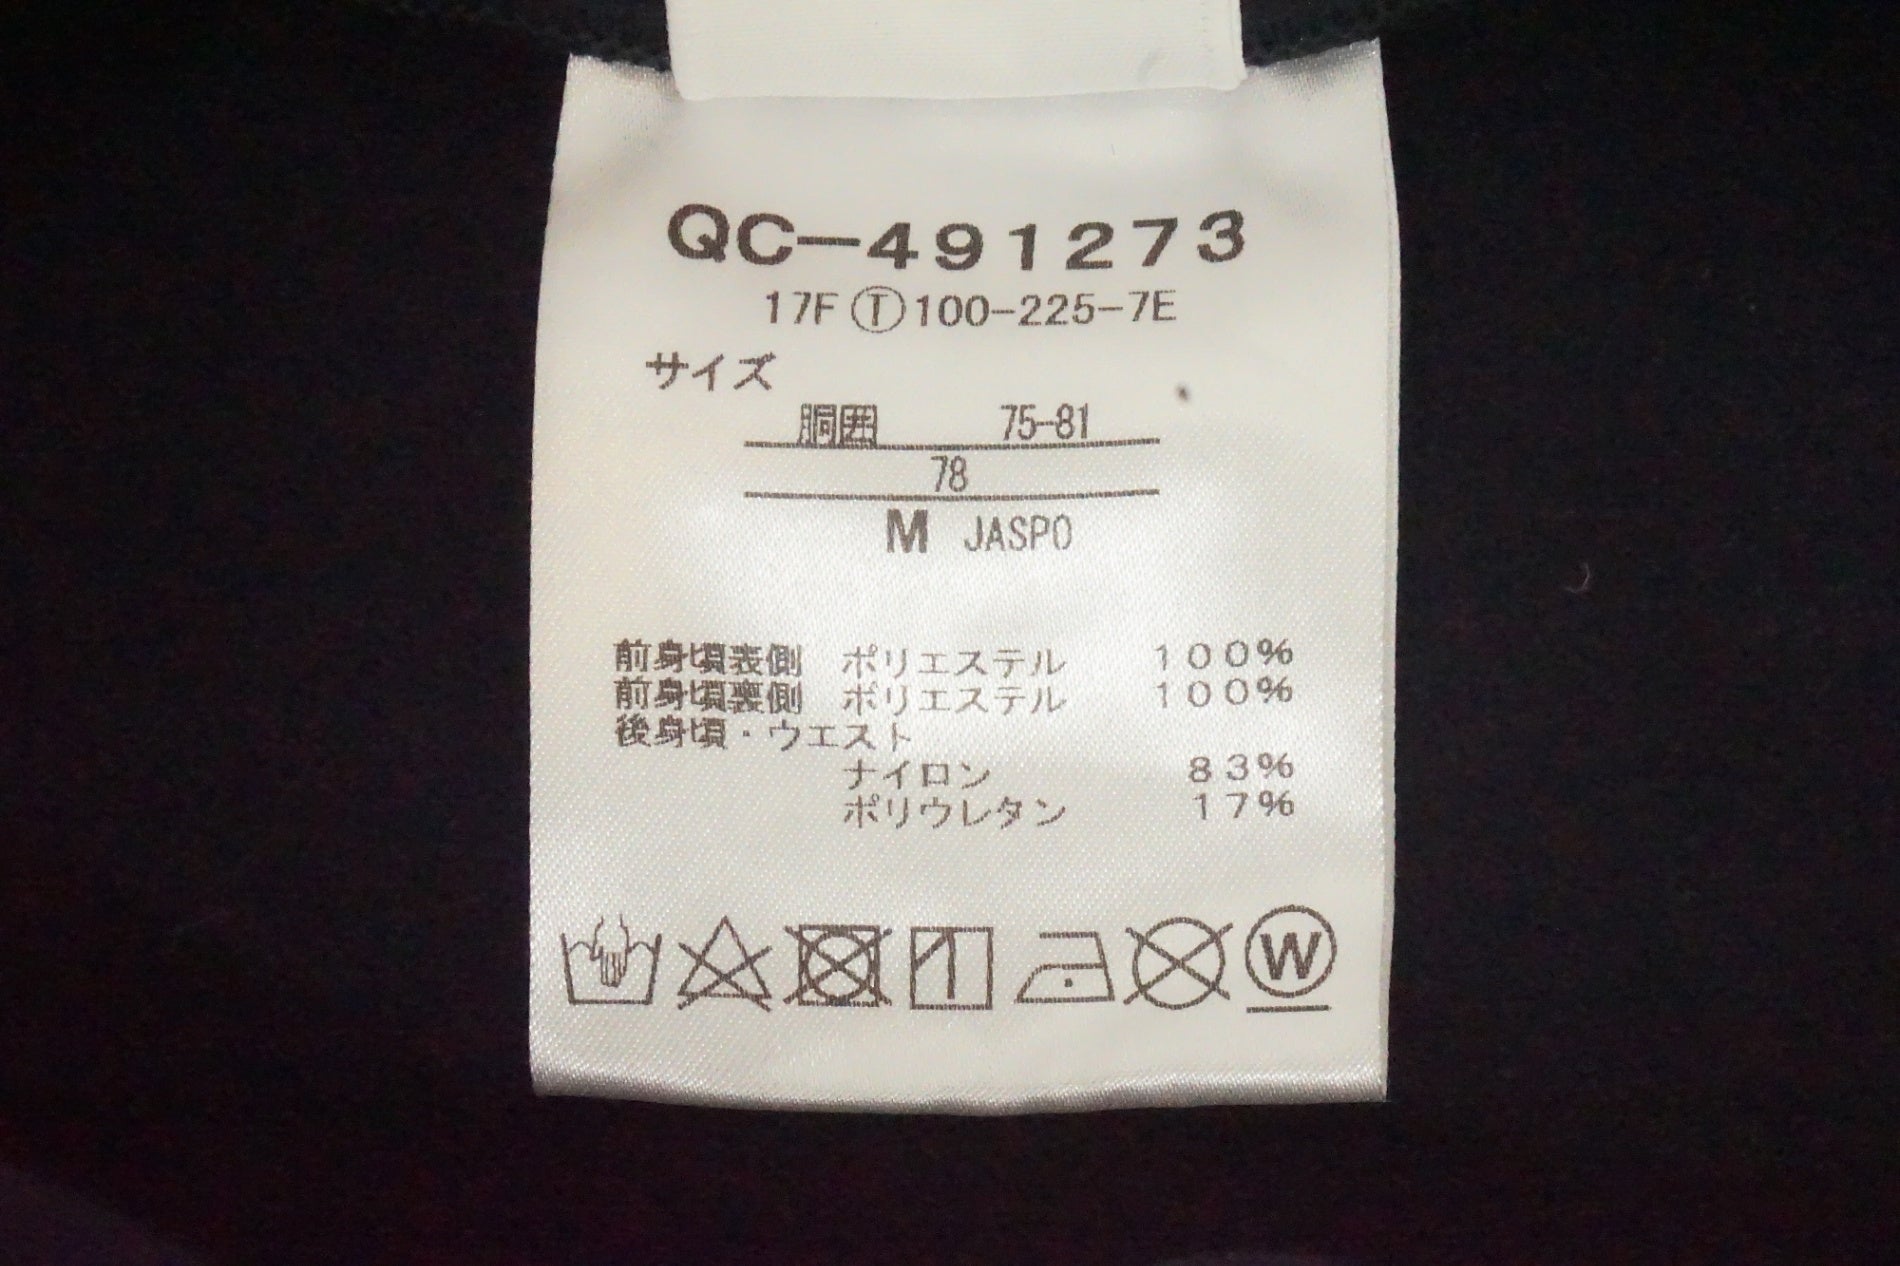 QC-491273
17FⓉ100-225-7E
サイズ
胴囲 75-81
78
M JASPO
前身頃表側 ポリエステル 100%
前身頃裏側 ポリエステル 100%
後身頃・ウエスト
ナイロン 83%
ポリウレタン 17%
W